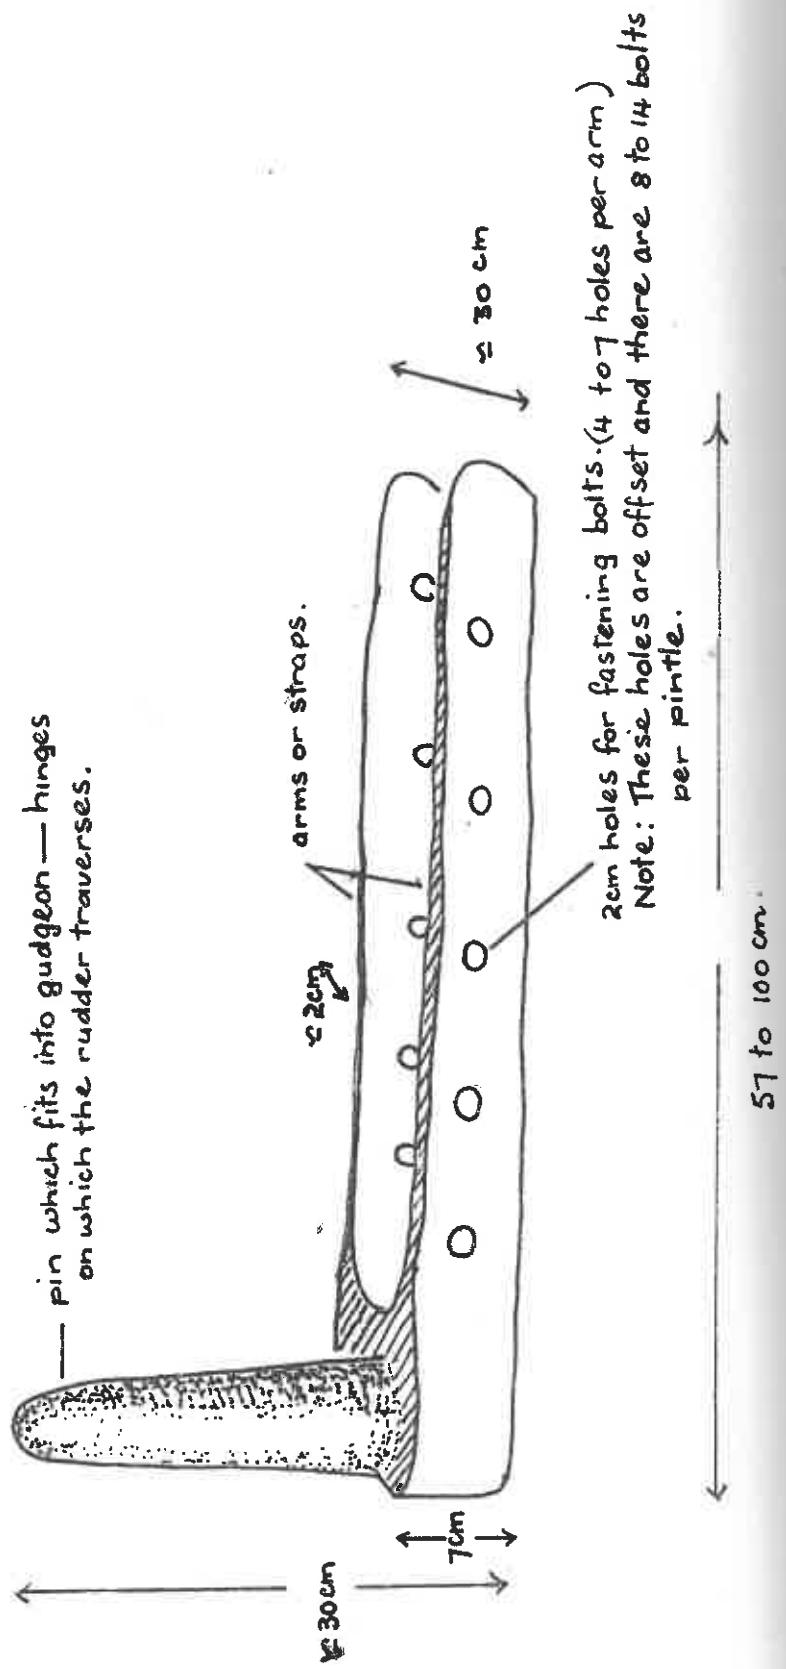 — pin which fits into gudgeon — hinges
on which the rudder traverses.
arms or straps.
≃ 2cm
≃ 30 cm
≃ 30cm
7cm
2cm holes for fastening bolts. (4 to 7 holes per arm)
Note: These holes are offset and there are 8 to 14 bolts
per pintle.
57 to 100 cm.